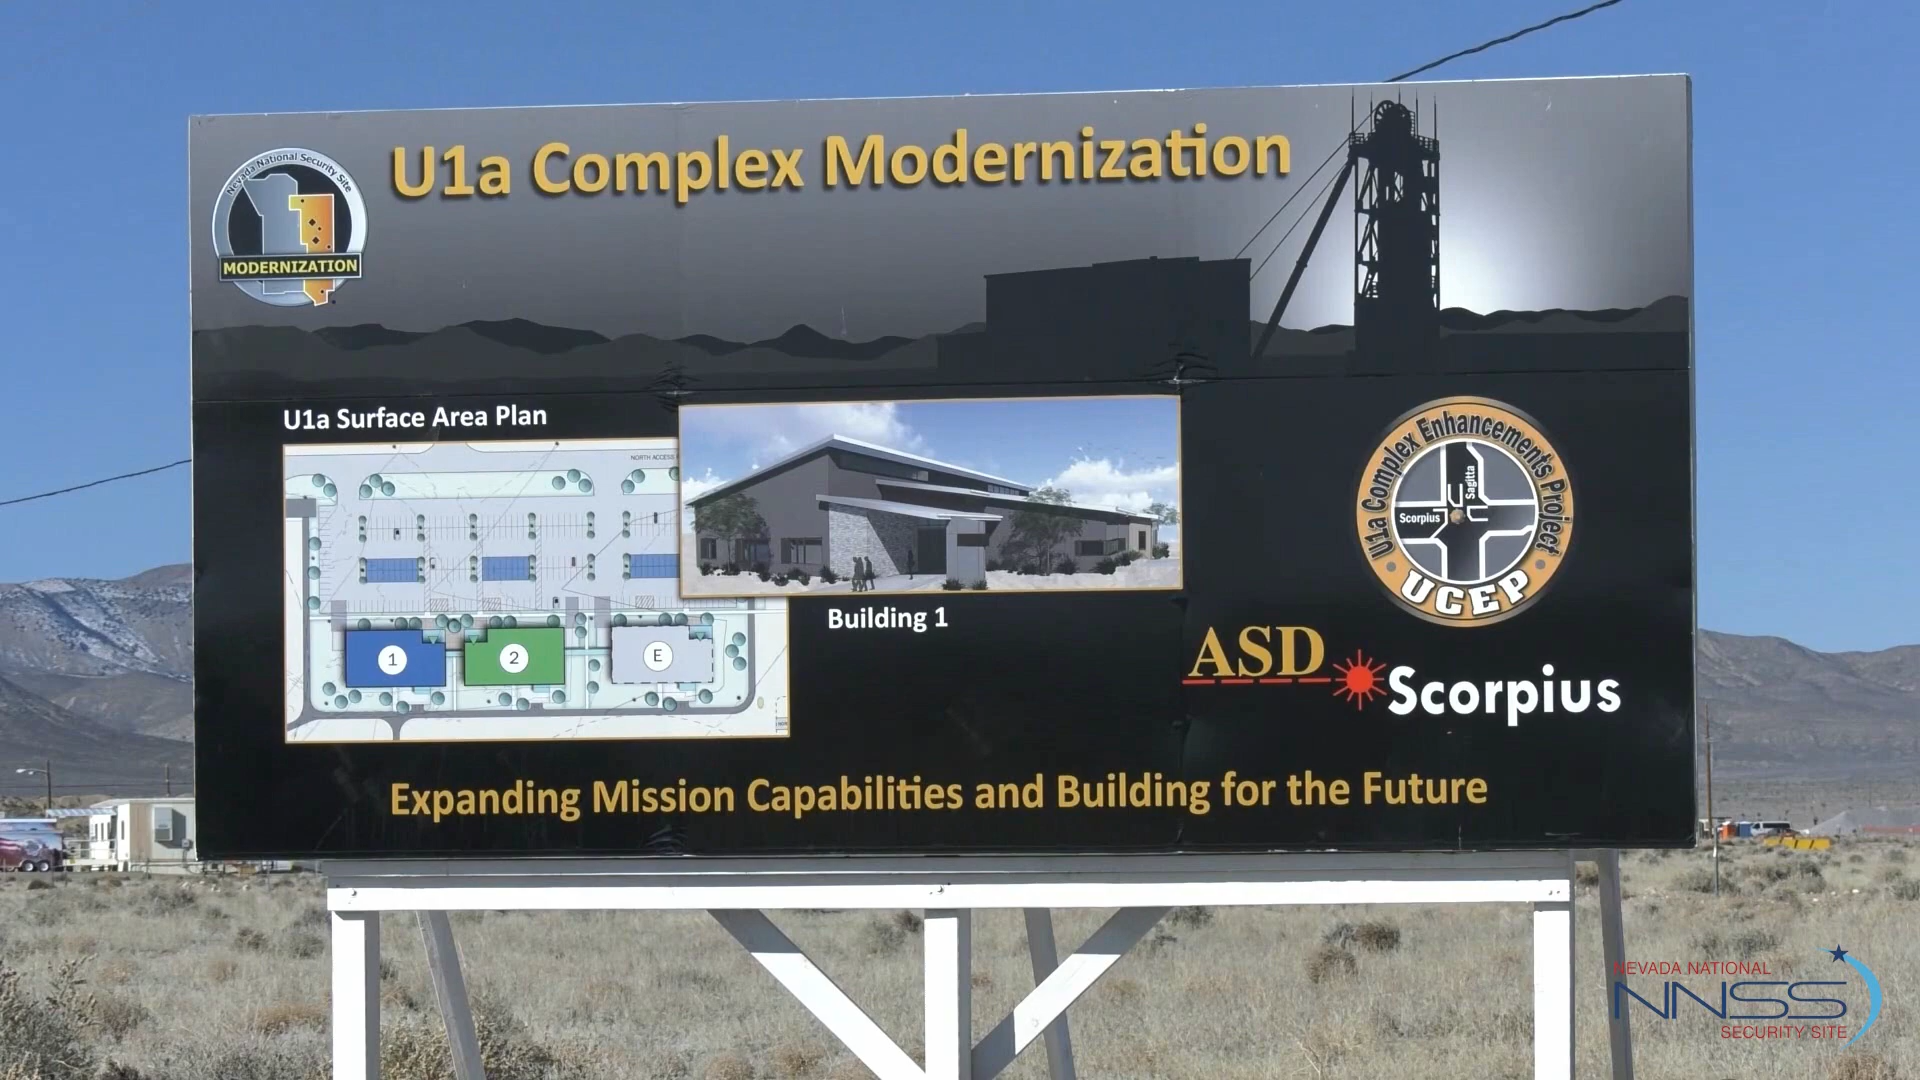 U1a Complex Modernization
Nevada National Security Site
MODERNIZATION
U1a Surface Area Plan
NORTH ACCESS
1
2
E
Building 1
U1a Complex Enhancements Project
Sagitta
Scorpius
UCEP
ASD
Scorpius
Expanding Mission Capabilities and Building for the Future
NEVADA NATIONAL
NNSS
SECURITY SITE